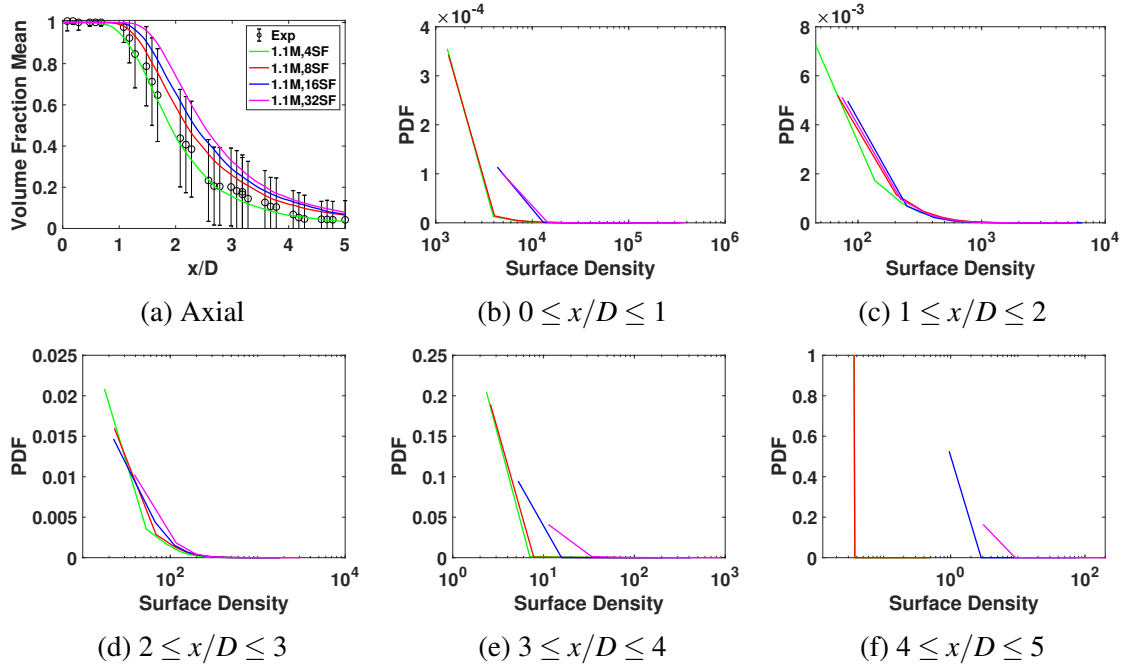 Volume Fraction Mean
1
0.8
0.6
0.4
0.2
0
0 1 2 3 4 5
x/D
Exp
1.1M,4SF
1.1M,8SF
1.1M,16SF
1.1M,32SF
(a) Axial
×10⁻⁴
PDF
4
3
2
1
0
10³ 10⁴ 10⁵ 10⁶
Surface Density
(b) 0 ≤ x/D ≤ 1
×10⁻³
PDF
8
6
4
2
0
10² 10³ 10⁴
Surface Density
(c) 1 ≤ x/D ≤ 2
PDF
0.025
0.02
0.015
0.01
0.005
0
10² 10⁴
Surface Density
(d) 2 ≤ x/D ≤ 3
PDF
0.25
0.2
0.15
0.1
0.05
0
10⁰ 10¹ 10² 10³
Surface Density
(e) 3 ≤ x/D ≤ 4
PDF
1
0.8
0.6
0.4
0.2
0
10⁰ 10²
Surface Density
(f) 4 ≤ x/D ≤ 5